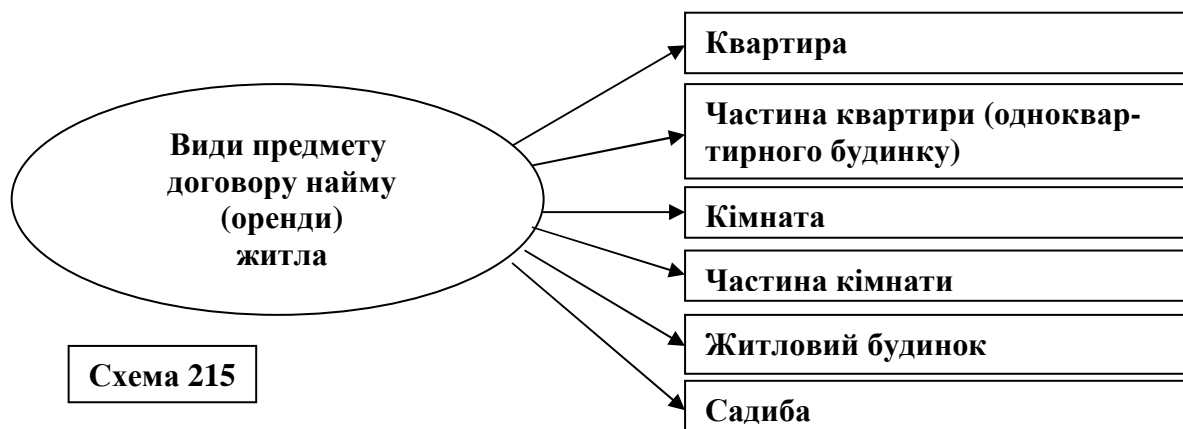 Види предмету
договору найму
(оренди)
житла
Схема 215
Квартира
Частина квартири (одноквар-
тирного будинку)
Кімната
Частина кімнати
Житловий будинок
Садиба